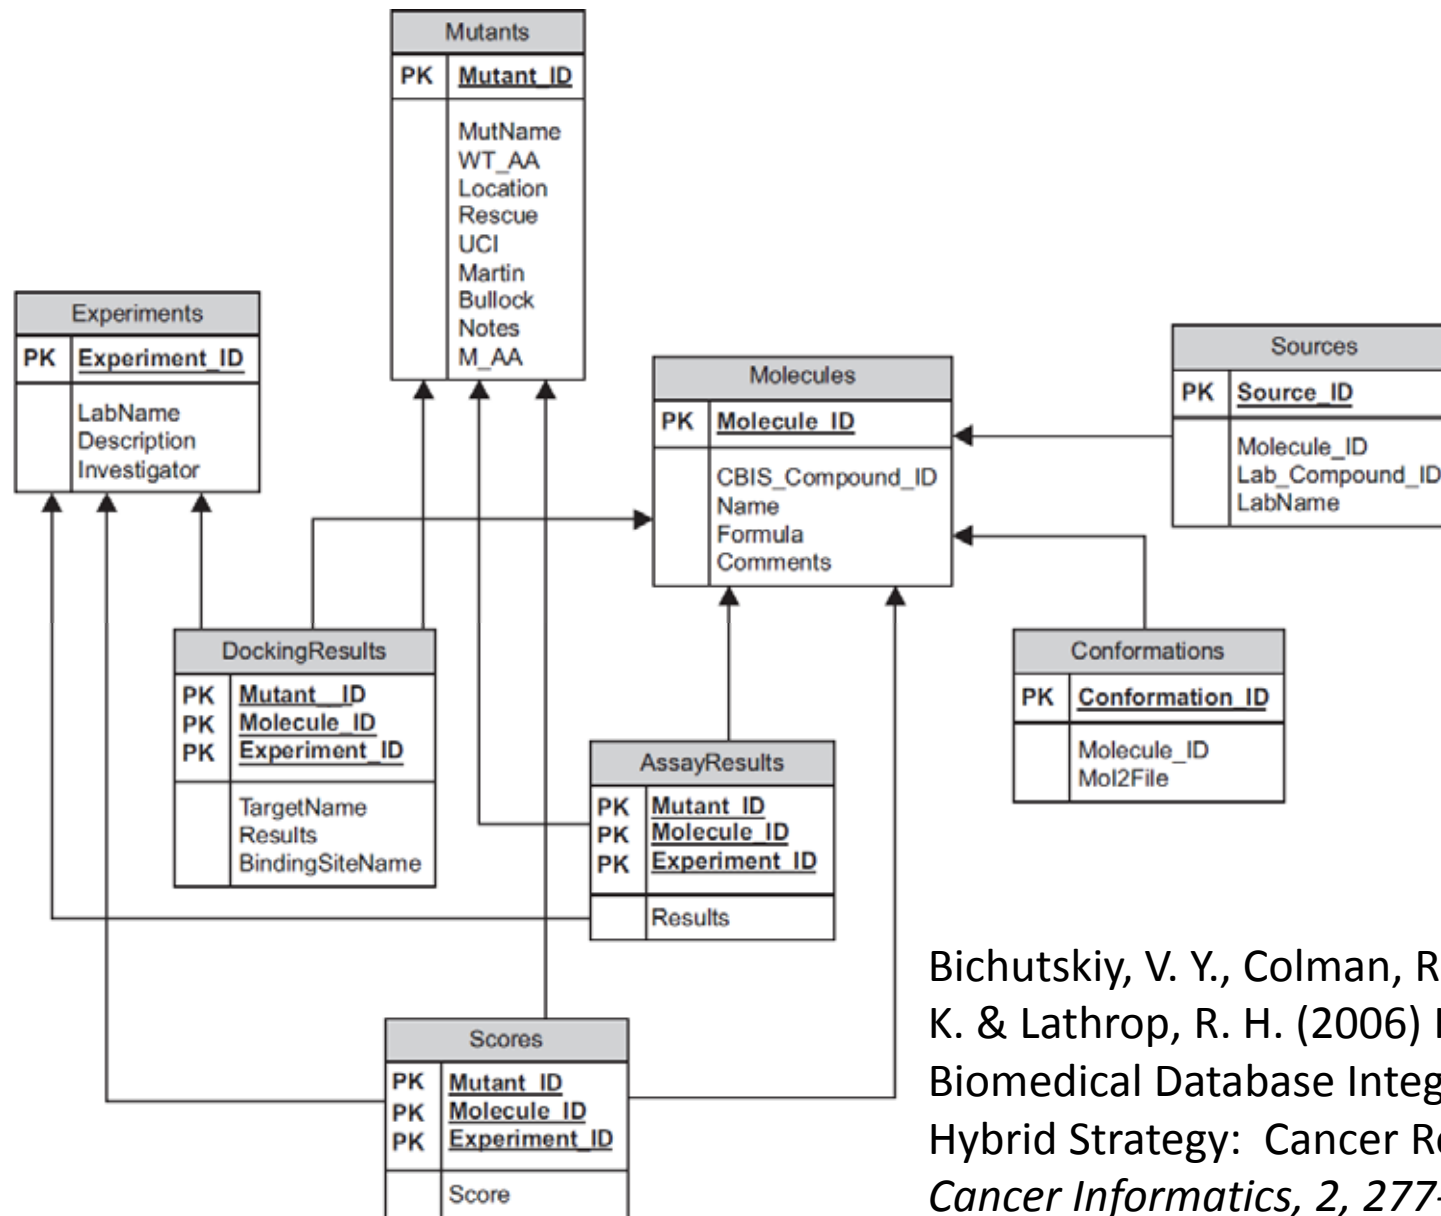 Mutants
PK Mutant_ID
MutName
WT_AA
Location
Rescue
UCI
Martin
Bullock
Notes
M_AA
Experiments
PK Experiment_ID
LabName
Description
Investigator
Molecules
PK Molecule_ID
CBIS_Compound_ID
Name
Formula
Comments
Sources
PK Source_ID
Molecule_ID
Lab_Compound_ID
LabName
DockingResults
PK Mutant__ID
PK Molecule_ID
PK Experiment_ID
TargetName
Results
BindingSiteName
AssayResults
PK Mutant_ID
PK Molecule_ID
PK Experiment_ID
Results
Conformations
PK Conformation_ID
Molecule_ID
Mol2File
Scores
PK Mutant_ID
PK Molecule_ID
PK Experiment_ID
Score
Bichutskiy, V. Y., Colman, R
K. & Lathrop, R. H. (2006)
Biomedical Database Integ
Hybrid Strategy: Cancer Re
Cancer Informatics, 2, 277-